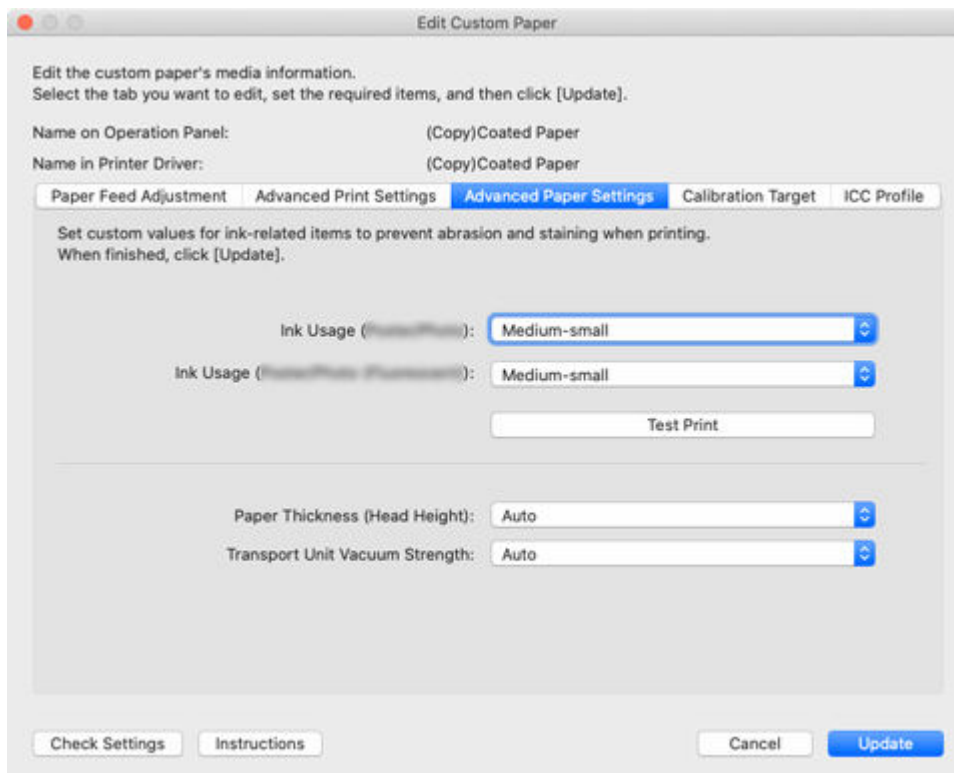 Edit Custom Paper
Edit the custom paper's media information.
Select the tab you want to edit, set the required items, and then click [Update].
Name on Operation Panel: (Copy)Coated Paper
Name in Printer Driver: (Copy)Coated Paper
Paper Feed Adjustment Advanced Print Settings Advanced Paper Settings Calibration Target ICC Profile
Set custom values for ink-related items to prevent abrasion and staining when printing.
When finished, click [Update].
Ink Usage ( ): Medium-small
Ink Usage ( ): Medium-small
Test Print
Paper Thickness (Head Height): Auto
Transport Unit Vacuum Strength: Auto
Check Settings Instructions Cancel Update